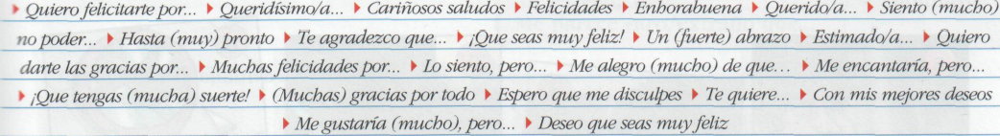 ▸ Quiero felicitarte por... ▸ Queridísimo/a... ▸ Cariñosos saludos ▸ Felicidades ▸ Enhorabuena ▸ Querido/a... ▸ Siento (mucho)
no poder... ▸ Hasta (muy) pronto ▸ Te agradezco que... ▸ ¡Que seas muy feliz! ▸ Un (fuerte) abrazo ▸ Estimado/a... ▸ Quiero
darte las gracias por... ▸ Muchas felicidades por... ▸ Lo siento, pero... ▸ Me alegro (mucho) de que... ▸ Me encantaría, pero...
▸ ¡Que tengas (mucha) suerte! ▸ (Muchas) gracias por todo ▸ Espero que me disculpes ▸ Te quiere... ▸ Con mis mejores deseos
▸ Me gustaría (mucho), pero... ▸ Deseo que seas muy feliz